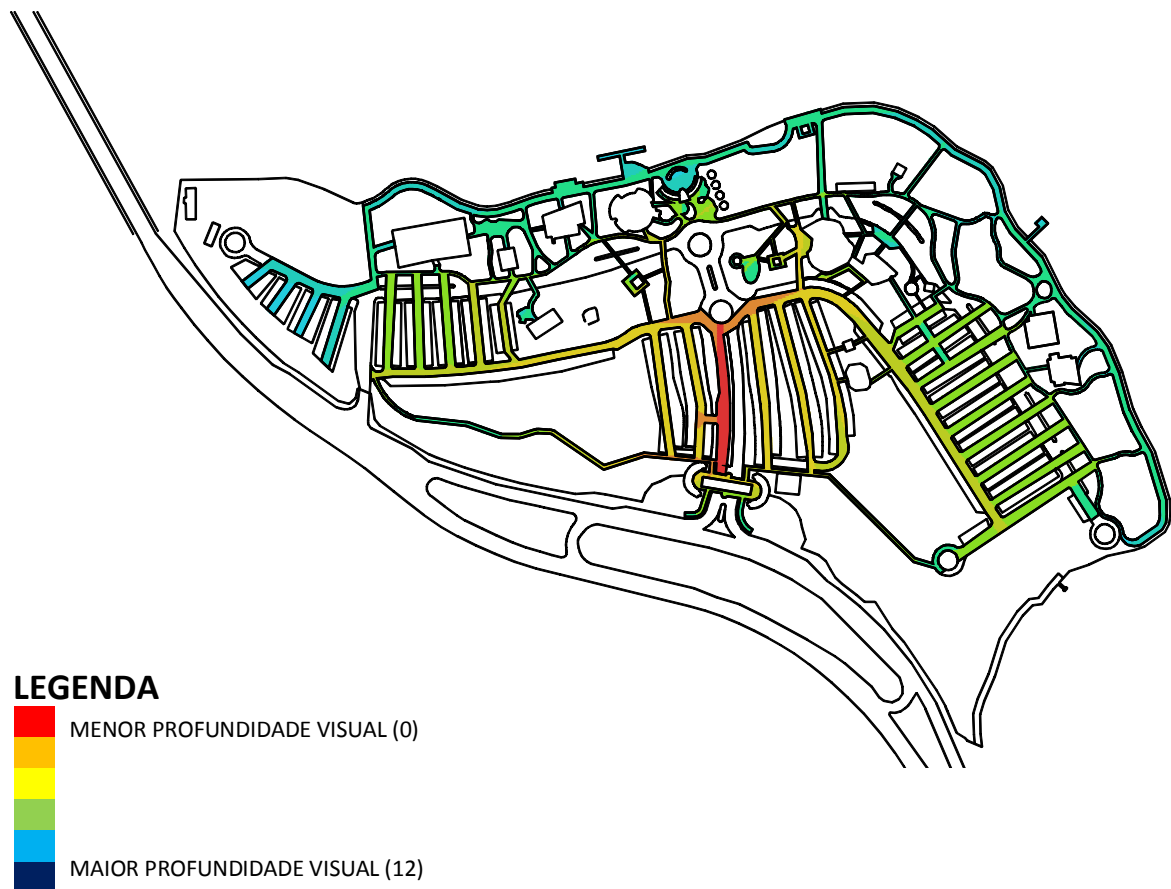 LEGENDA
MENOR PROFUNDIDADE VISUAL (0)
MAIOR PROFUNDIDADE VISUAL (12)